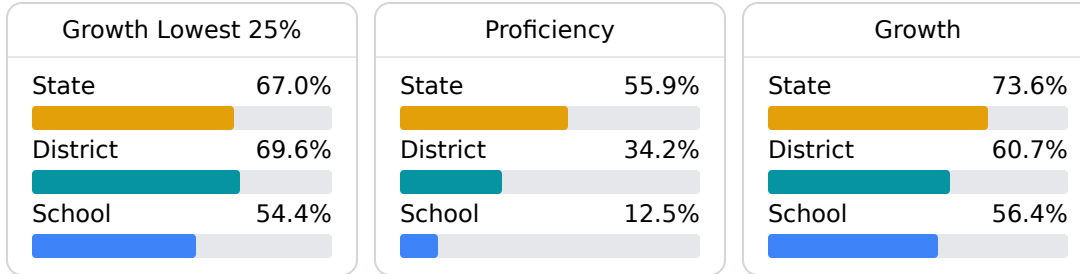 Growth Lowest 25%
State 67.0%
District 69.6%
School 54.4%
Proficiency
State 55.9%
District 34.2%
School 12.5%
Growth
State 73.6%
District 60.7%
School 56.4%